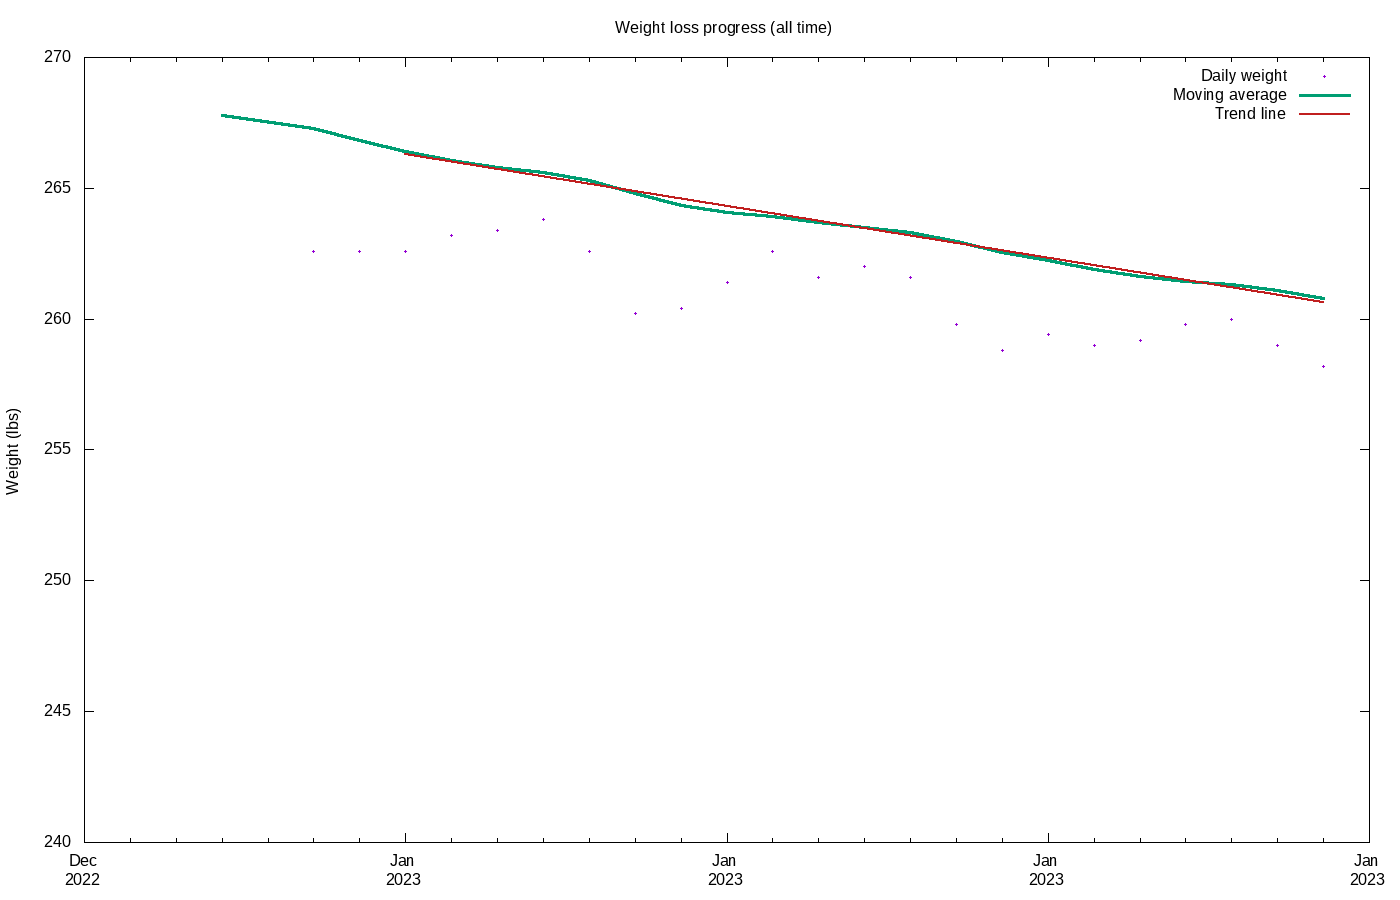 Weight loss progress (all time)
270
265
260
255
250
245
240
Weight (lbs)
Daily weight
Moving average
Trend line
Dec Jan Jan Jan Jan
2022 2023 2023 2023 2023